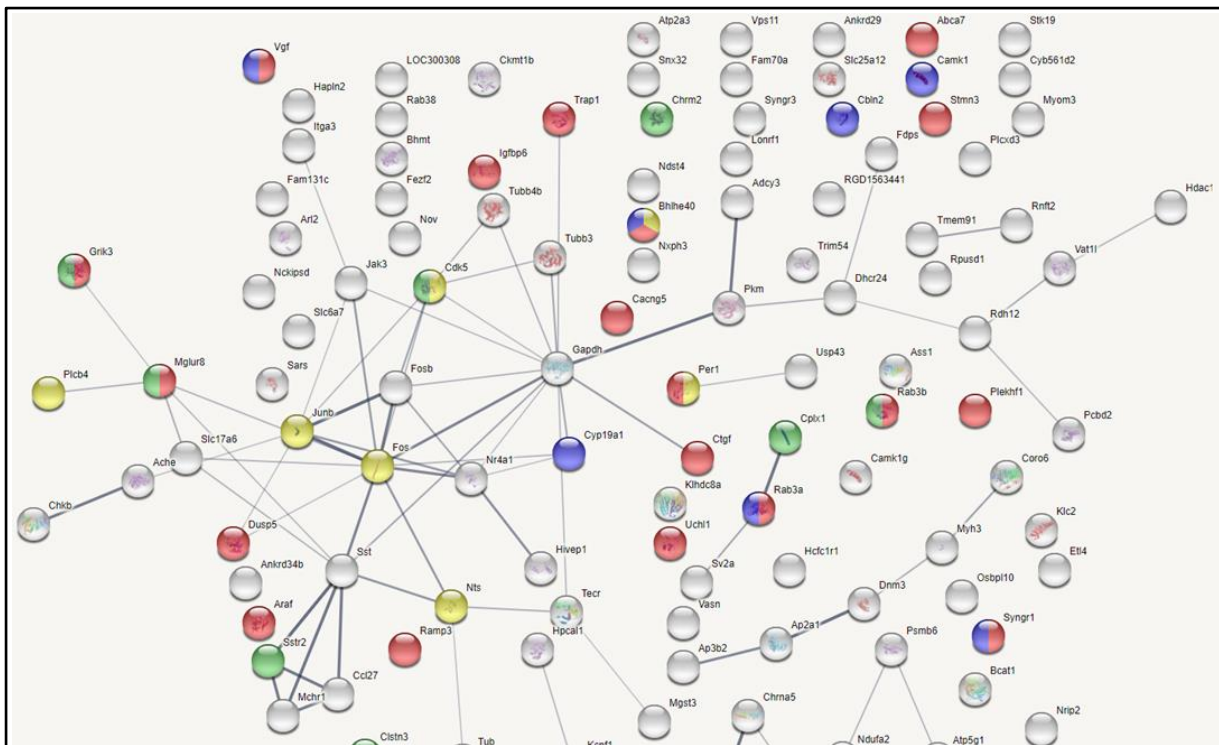 Atp2a3
Vps11
Ankrd29
Abca7
Stk19
Vgf
LOC300308
Ckmt1b
Snx32
Fam70a
Slc25a12
Camk1
Cyb561d2
Hapln2
Rab38
Trap1
Chrm2
Syngr3
Cbln2
Stmn3
Myom3
Itga3
Bhmt
Igfbp6
Lonrf1
Fdps
Plcxd3
Fam131c
Fezf2
Tubb4b
Ndst4
Adcy3
RGD1563441
Hdac1
Arl2
Nov
Bhlhe40
Tmem91
Rnft2
Grik3
Nckipsd
Jak3
Cdk5
Tubb3
Nxph3
Trim54
Rpusd1
Vat1l
Slc6a7
Cacng5
Pkm
Dhcr24
Rdh12
Plcb4
Mglur8
Sars
Fosb
Gapdh
Per1
Usp43
Ass1
Rab3b
Plekhf1
Junb
Pcbd2
Slc17a6
Fos
Nr4a1
Cyp19a1
Ctgf
Cplx1
Ache
Camk1g
Coro6
Chkb
Klhdc8a
Rab3a
Dusp5
Uchl1
Myh3
Klc2
Ankrd34b
Sst
Hivep1
Sv2a
Hcfc1r1
Etl4
Araf
Nts
Tecr
Vasn
Dnm3
Osbpl10
Sstr2
Ramp3
Hpcal1
Ap2a1
Syngr1
Ccl27
Ap3b2
Psmb6
Mchr1
Mgst3
Bcat1
Chrna5
Nrip2
Clstn3
Tub
Kcnf1
Ndufa2
Atp5g1